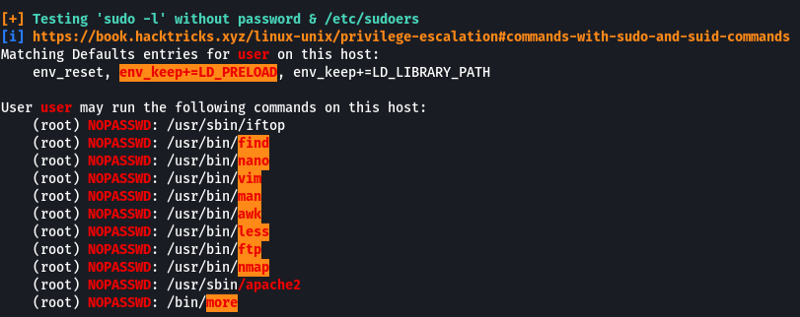 [+] Testing 'sudo -l' without password & /etc/sudoers
[i] https://book.hacktricks.xyz/linux-unix/privilege-escalation#commands-with-sudo-and-suid-commands
Matching Defaults entries for user on this host:
env_reset, env_keep+=LD_PRELOAD, env_keep+=LD_LIBRARY_PATH
User user may run the following commands on this host:
(root) NOPASSWD: /usr/sbin/iftop
(root) NOPASSWD: /usr/bin/find
(root) NOPASSWD: /usr/bin/nano
(root) NOPASSWD: /usr/bin/vim
(root) NOPASSWD: /usr/bin/man
(root) NOPASSWD: /usr/bin/awk
(root) NOPASSWD: /usr/bin/less
(root) NOPASSWD: /usr/bin/ftp
(root) NOPASSWD: /usr/bin/nmap
(root) NOPASSWD: /usr/sbin/apache2
(root) NOPASSWD: /bin/more